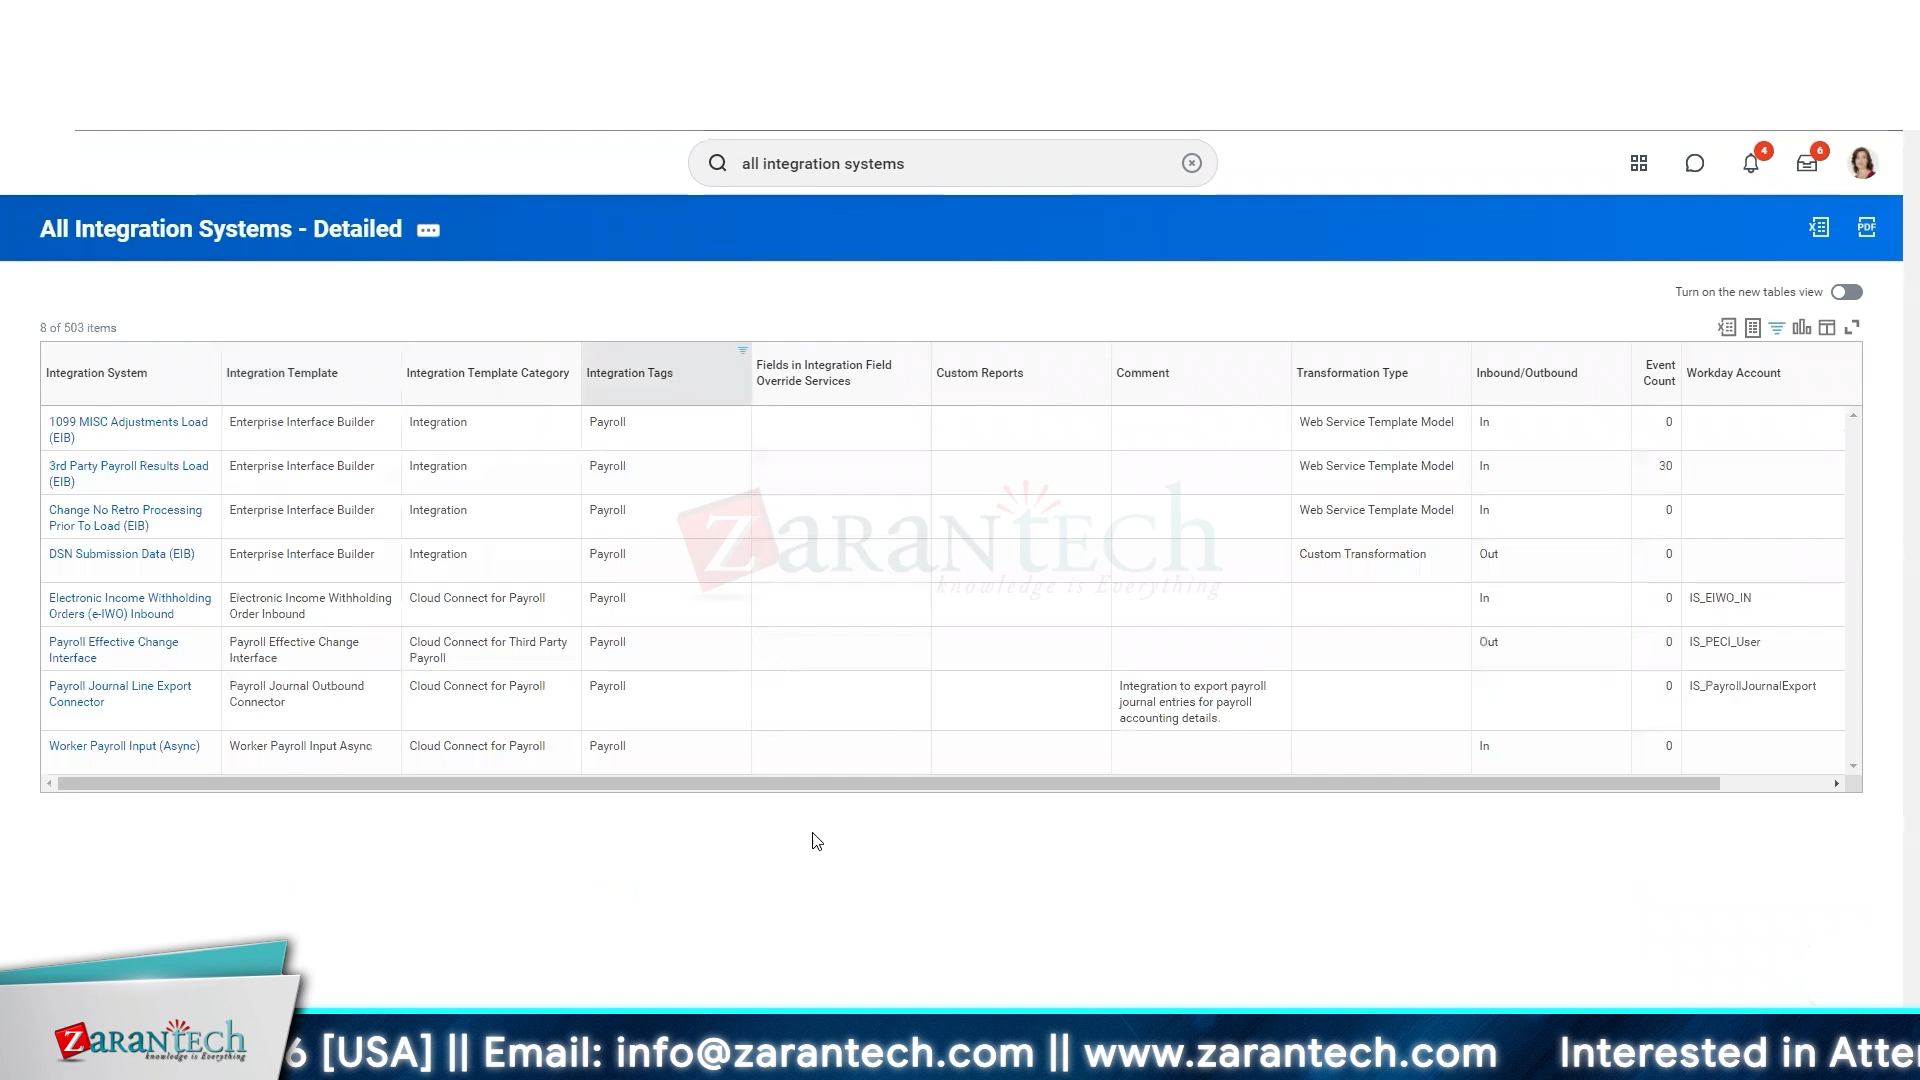 all integration systems
4
6
All Integration Systems - Detailed
PDF
Turn on the new tables view
8 of 503 items
Integration System Integration Template Integration Template Category Integration Tags Fields in Integration Field Override Services Custom Reports Comment Transformation Type Inbound/Outbound Event Count Workday Account
1099 MISC Adjustments Load (EIB) Enterprise Interface Builder Integration Payroll Web Service Template Model In 0
3rd Party Payroll Results Load (EIB) Enterprise Interface Builder Integration Payroll Web Service Template Model In 30
Change No Retro Processing Prior To Load (EIB) Enterprise Interface Builder Integration Payroll Web Service Template Model In 0
DSN Submission Data (EIB) Enterprise Interface Builder Integration Payroll Custom Transformation Out 0
Electronic Income Withholding Orders (e-IWO) Inbound Electronic Income Withholding Order Inbound Cloud Connect for Payroll Payroll In 0 IS_EIWO_IN
Payroll Effective Change Interface Payroll Effective Change Interface Cloud Connect for Third Party Payroll Payroll Out 0 IS_PECI_User
Payroll Journal Line Export Connector Payroll Journal Outbound Connector Cloud Connect for Payroll Payroll Integration to export payroll journal entries for payroll accounting details. 0 IS_PayrollJournalExport
Worker Payroll Input (Async) Worker Payroll Input Async Cloud Connect for Payroll Payroll In 0
ZaranTech
knowledge is Everything
ZaranTech
knowledge is Everything
6 [USA] || Email: info@zarantech.com || www.zarantech.com Interested in Atte